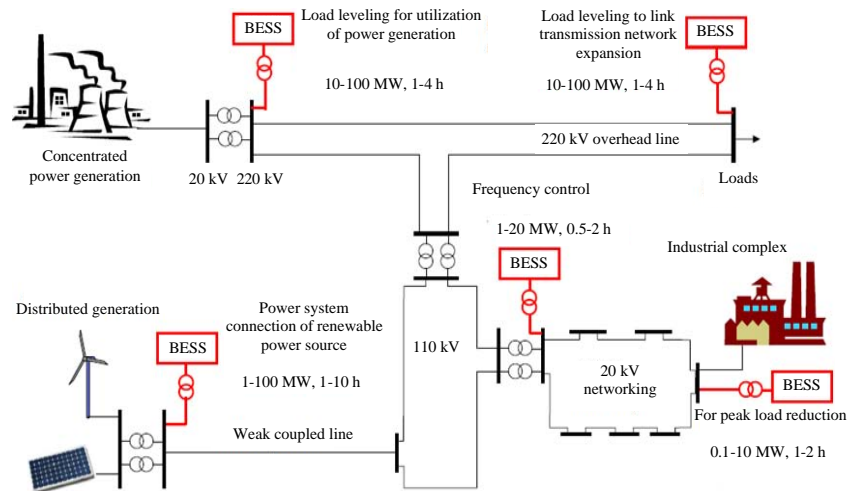 BESS
Load leveling for utilization
of power generation
10-100 MW, 1-4 h
Load leveling to link
transmission network
expansion
10-100 MW, 1-4 h
BESS
Concentrated
power generation
20 kV
220 kV
220 kV overhead line
Loads
Frequency control
1-20 MW, 0.5-2 h
BESS
Industrial complex
Distributed generation
BESS
Power system
connection of renewable
power source
1-100 MW, 1-10 h
110 kV
20 kV
networking
BESS
For peak load reduction
0.1-10 MW, 1-2 h
Weak coupled line